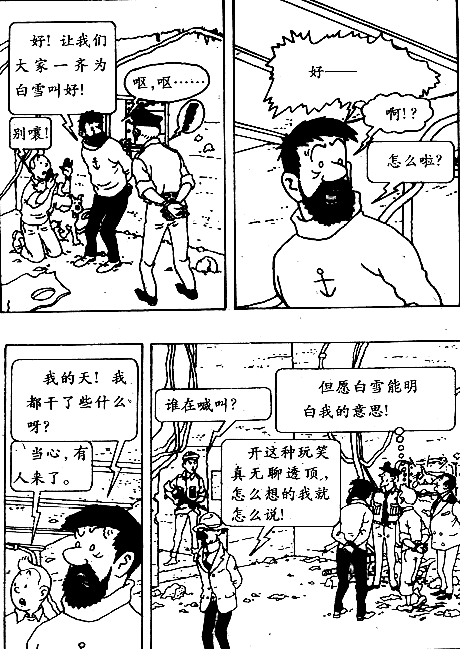 好！让我们
大家一齐为
白雪叫好！
呕，呕……
别嚷！
好——
啊！？
怎么啦？
我的天！我
都干了些什么
呀？
当心，有
人来了。
谁在喊叫？
但愿白雪能明
白我的意思！
开这种玩笑
真无聊透顶，
怎么想的我就
怎么说！